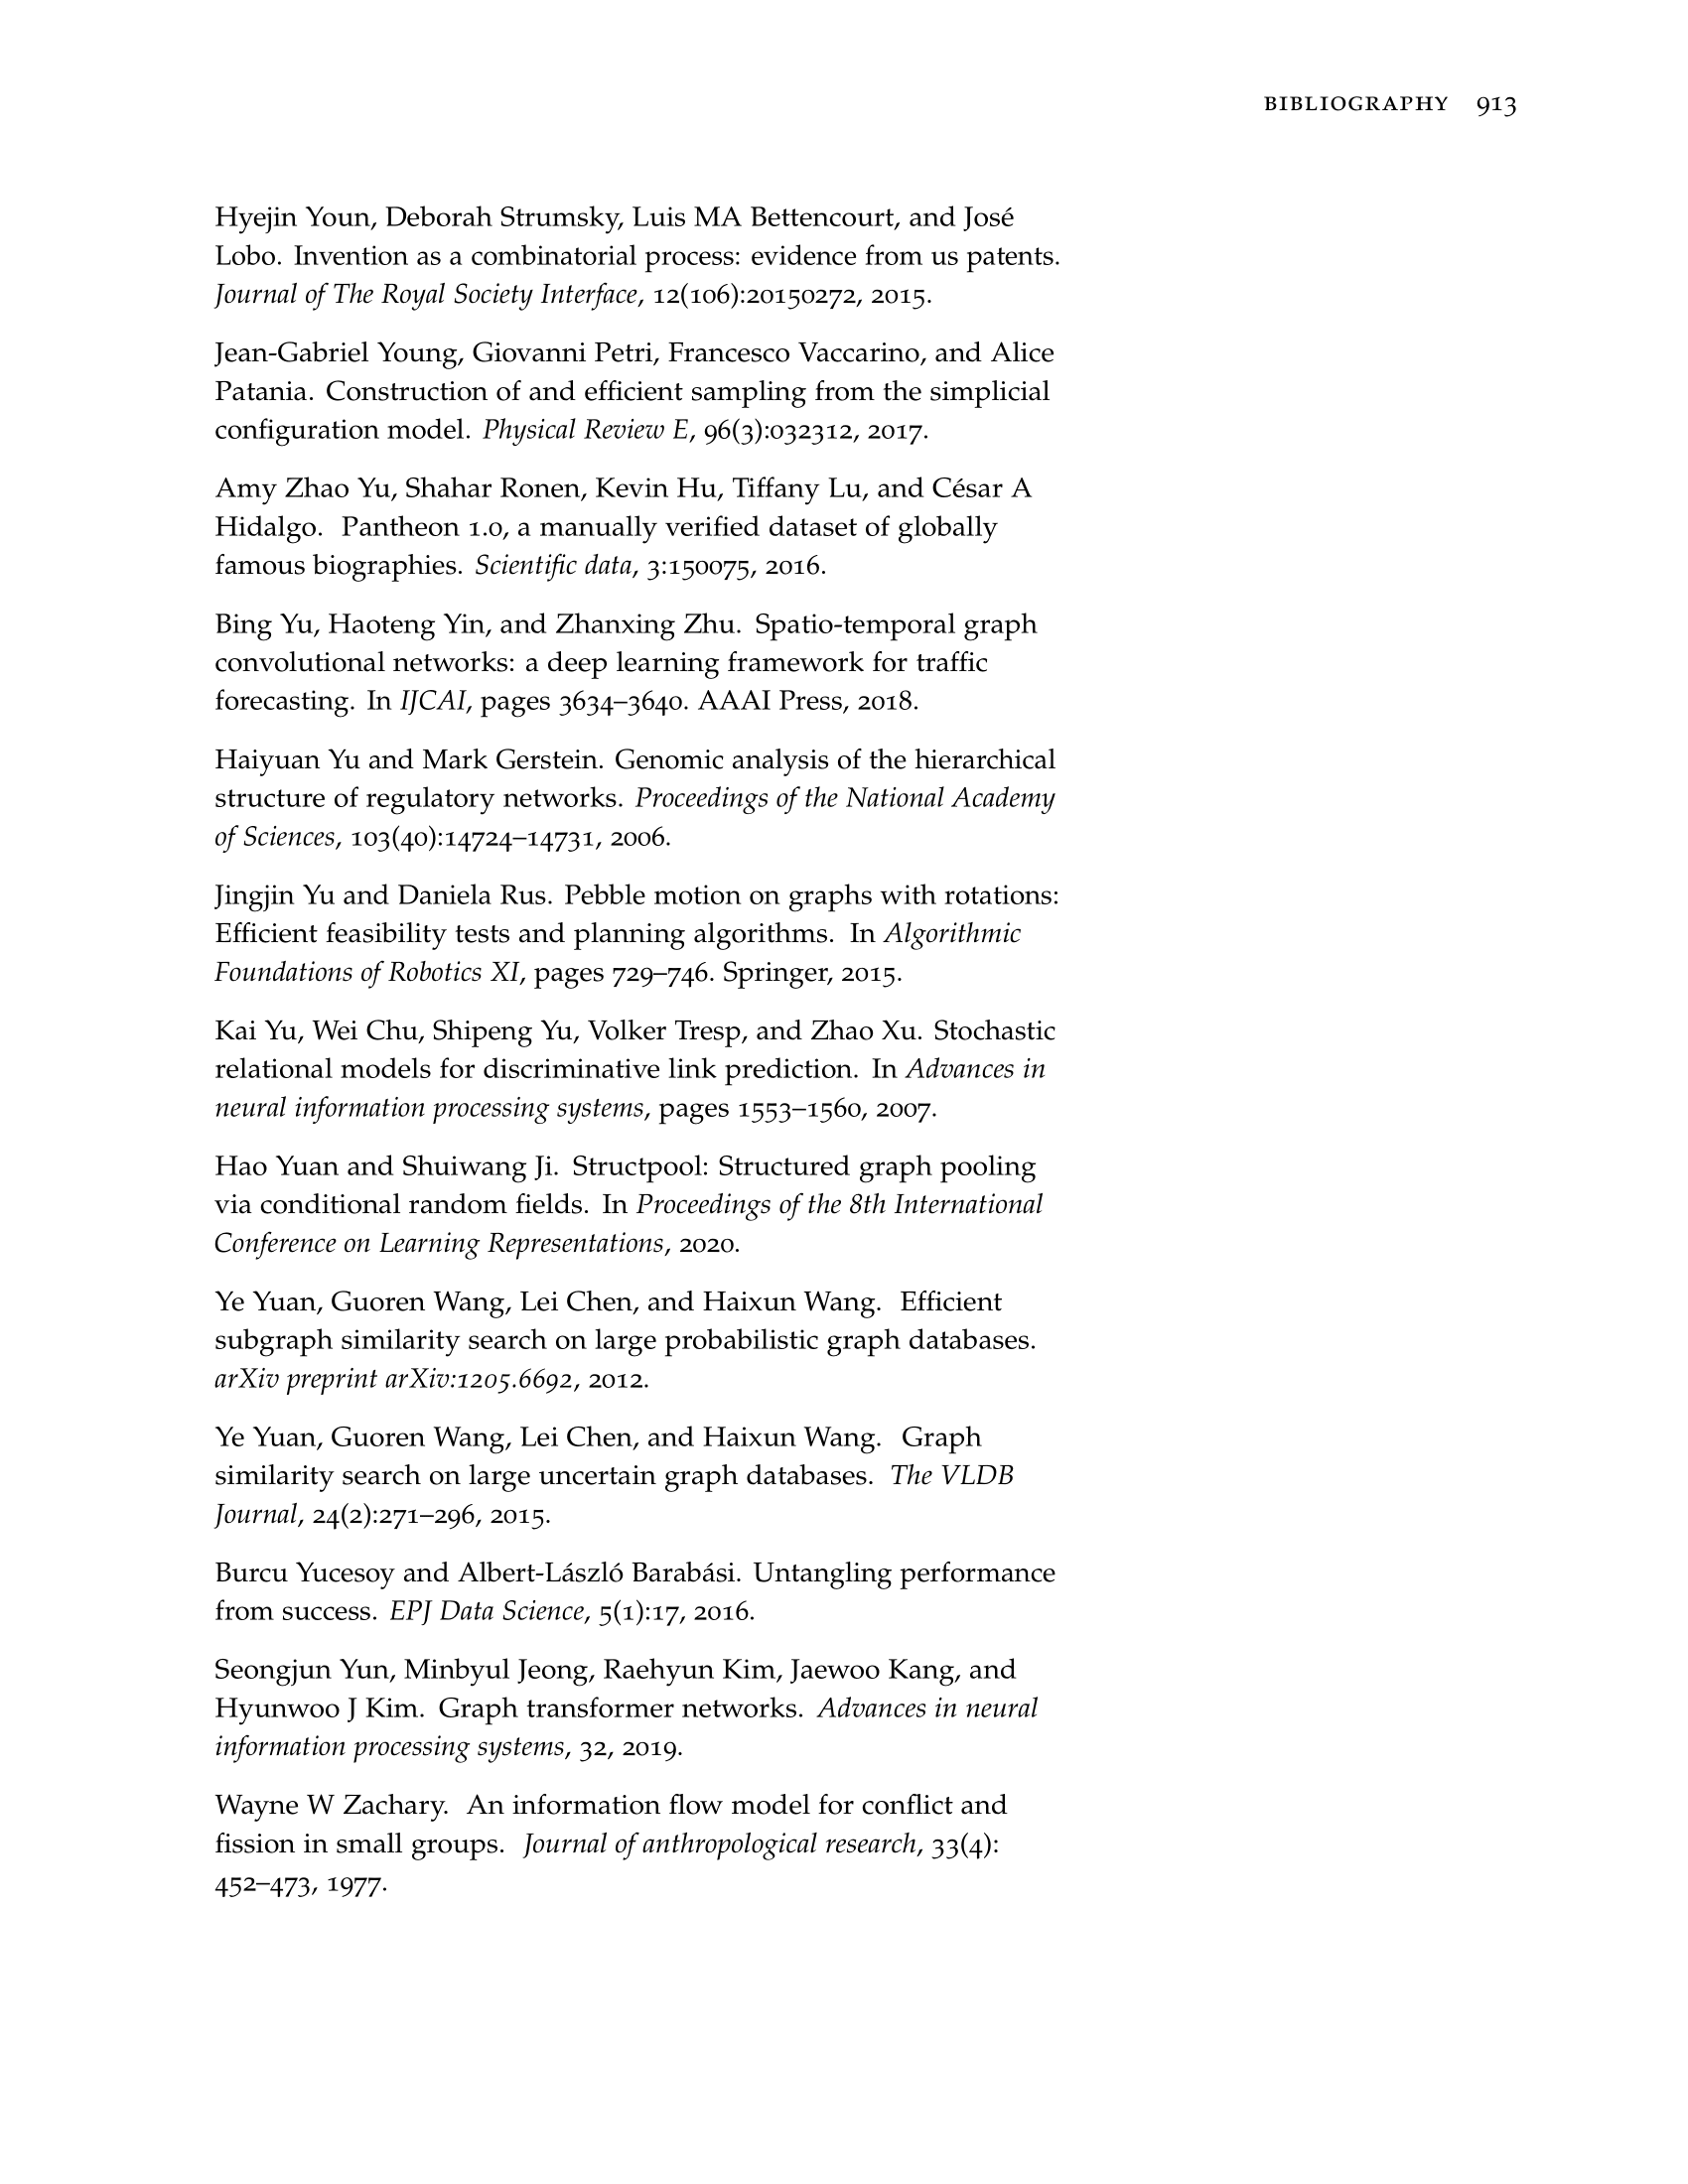 BIBLIOGRAPHY 913
Hyejin Youn, Deborah Strumsky, Luis MA Bettencourt, and José
Lobo. Invention as a combinatorial process: evidence from us patents.
Journal of The Royal Society Interface, 12(106):20150272, 2015.
Jean-Gabriel Young, Giovanni Petri, Francesco Vaccarino, and Alice
Patania. Construction of and efficient sampling from the simplicial
configuration model. Physical Review E, 96(3):032312, 2017.
Amy Zhao Yu, Shahar Ronen, Kevin Hu, Tiffany Lu, and César A
Hidalgo. Pantheon 1.0, a manually verified dataset of globally
famous biographies. Scientific data, 3:150075, 2016.
Bing Yu, Haoteng Yin, and Zhanxing Zhu. Spatio-temporal graph
convolutional networks: a deep learning framework for traffic
forecasting. In IJCAI, pages 3634–3640. AAAI Press, 2018.
Haiyuan Yu and Mark Gerstein. Genomic analysis of the hierarchical
structure of regulatory networks. Proceedings of the National Academy
of Sciences, 103(40):14724–14731, 2006.
Jingjin Yu and Daniela Rus. Pebble motion on graphs with rotations:
Efficient feasibility tests and planning algorithms. In Algorithmic
Foundations of Robotics XI, pages 729–746. Springer, 2015.
Kai Yu, Wei Chu, Shipeng Yu, Volker Tresp, and Zhao Xu. Stochastic
relational models for discriminative link prediction. In Advances in
neural information processing systems, pages 1553–1560, 2007.
Hao Yuan and Shuiwang Ji. Structpool: Structured graph pooling
via conditional random fields. In Proceedings of the 8th International
Conference on Learning Representations, 2020.
Ye Yuan, Guoren Wang, Lei Chen, and Haixun Wang. Efficient
subgraph similarity search on large probabilistic graph databases.
arXiv preprint arXiv:1205.6692, 2012.
Ye Yuan, Guoren Wang, Lei Chen, and Haixun Wang. Graph
similarity search on large uncertain graph databases. The VLDB
Journal, 24(2):271–296, 2015.
Burcu Yucesoy and Albert-László Barabási. Untangling performance
from success. EPJ Data Science, 5(1):17, 2016.
Seongjun Yun, Minbyul Jeong, Raehyun Kim, Jaewoo Kang, and
Hyunwoo J Kim. Graph transformer networks. Advances in neural
information processing systems, 32, 2019.
Wayne W Zachary. An information flow model for conflict and
fission in small groups. Journal of anthropological research, 33(4):
452–473, 1977.